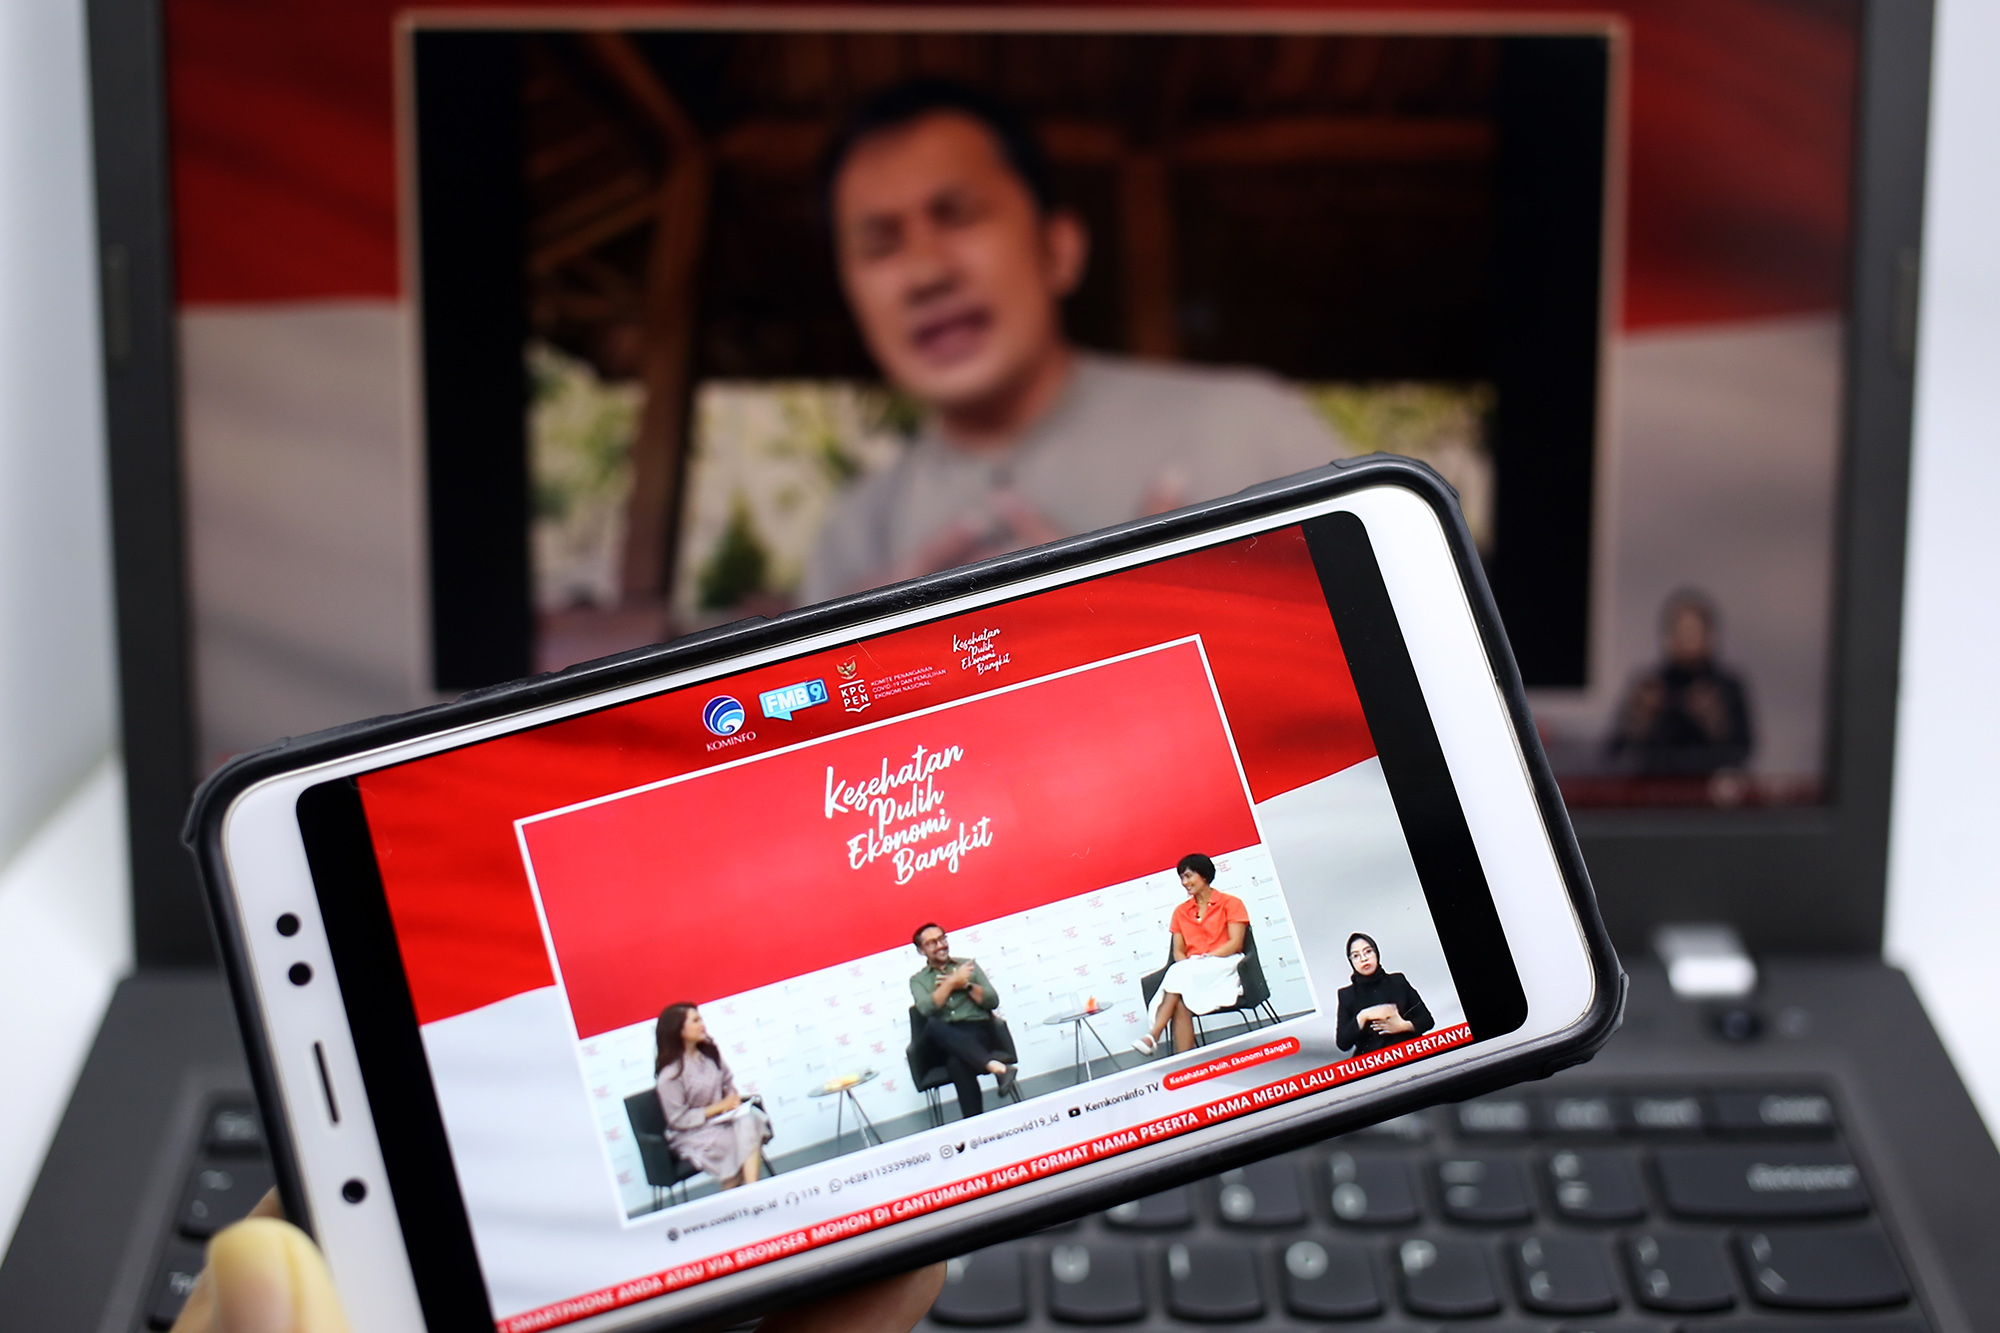 KOMINFO
FMB9
KPC
PEN
KOMITE PENANGANAN
COVID-19 DAN PEMULIHAN
EKONOMI NASIONAL
Kesehatan
Pulih
Ekonomi
Bangkit
Kesehatan
Pulih
Ekonomi
Bangkit
www.covid19.go.id 119 +6281133399000 @lawancovid19_id Kemkominfo TV Kesehatan Pulih, Ekonomi Bangkit
SMARTPHONE ANDA ATAU VIA BROWSER MOHON DI CANTUMKAN JUGA FORMAT NAMA PESERTA NAMA MEDIA LALU TULISKAN PERTANYA